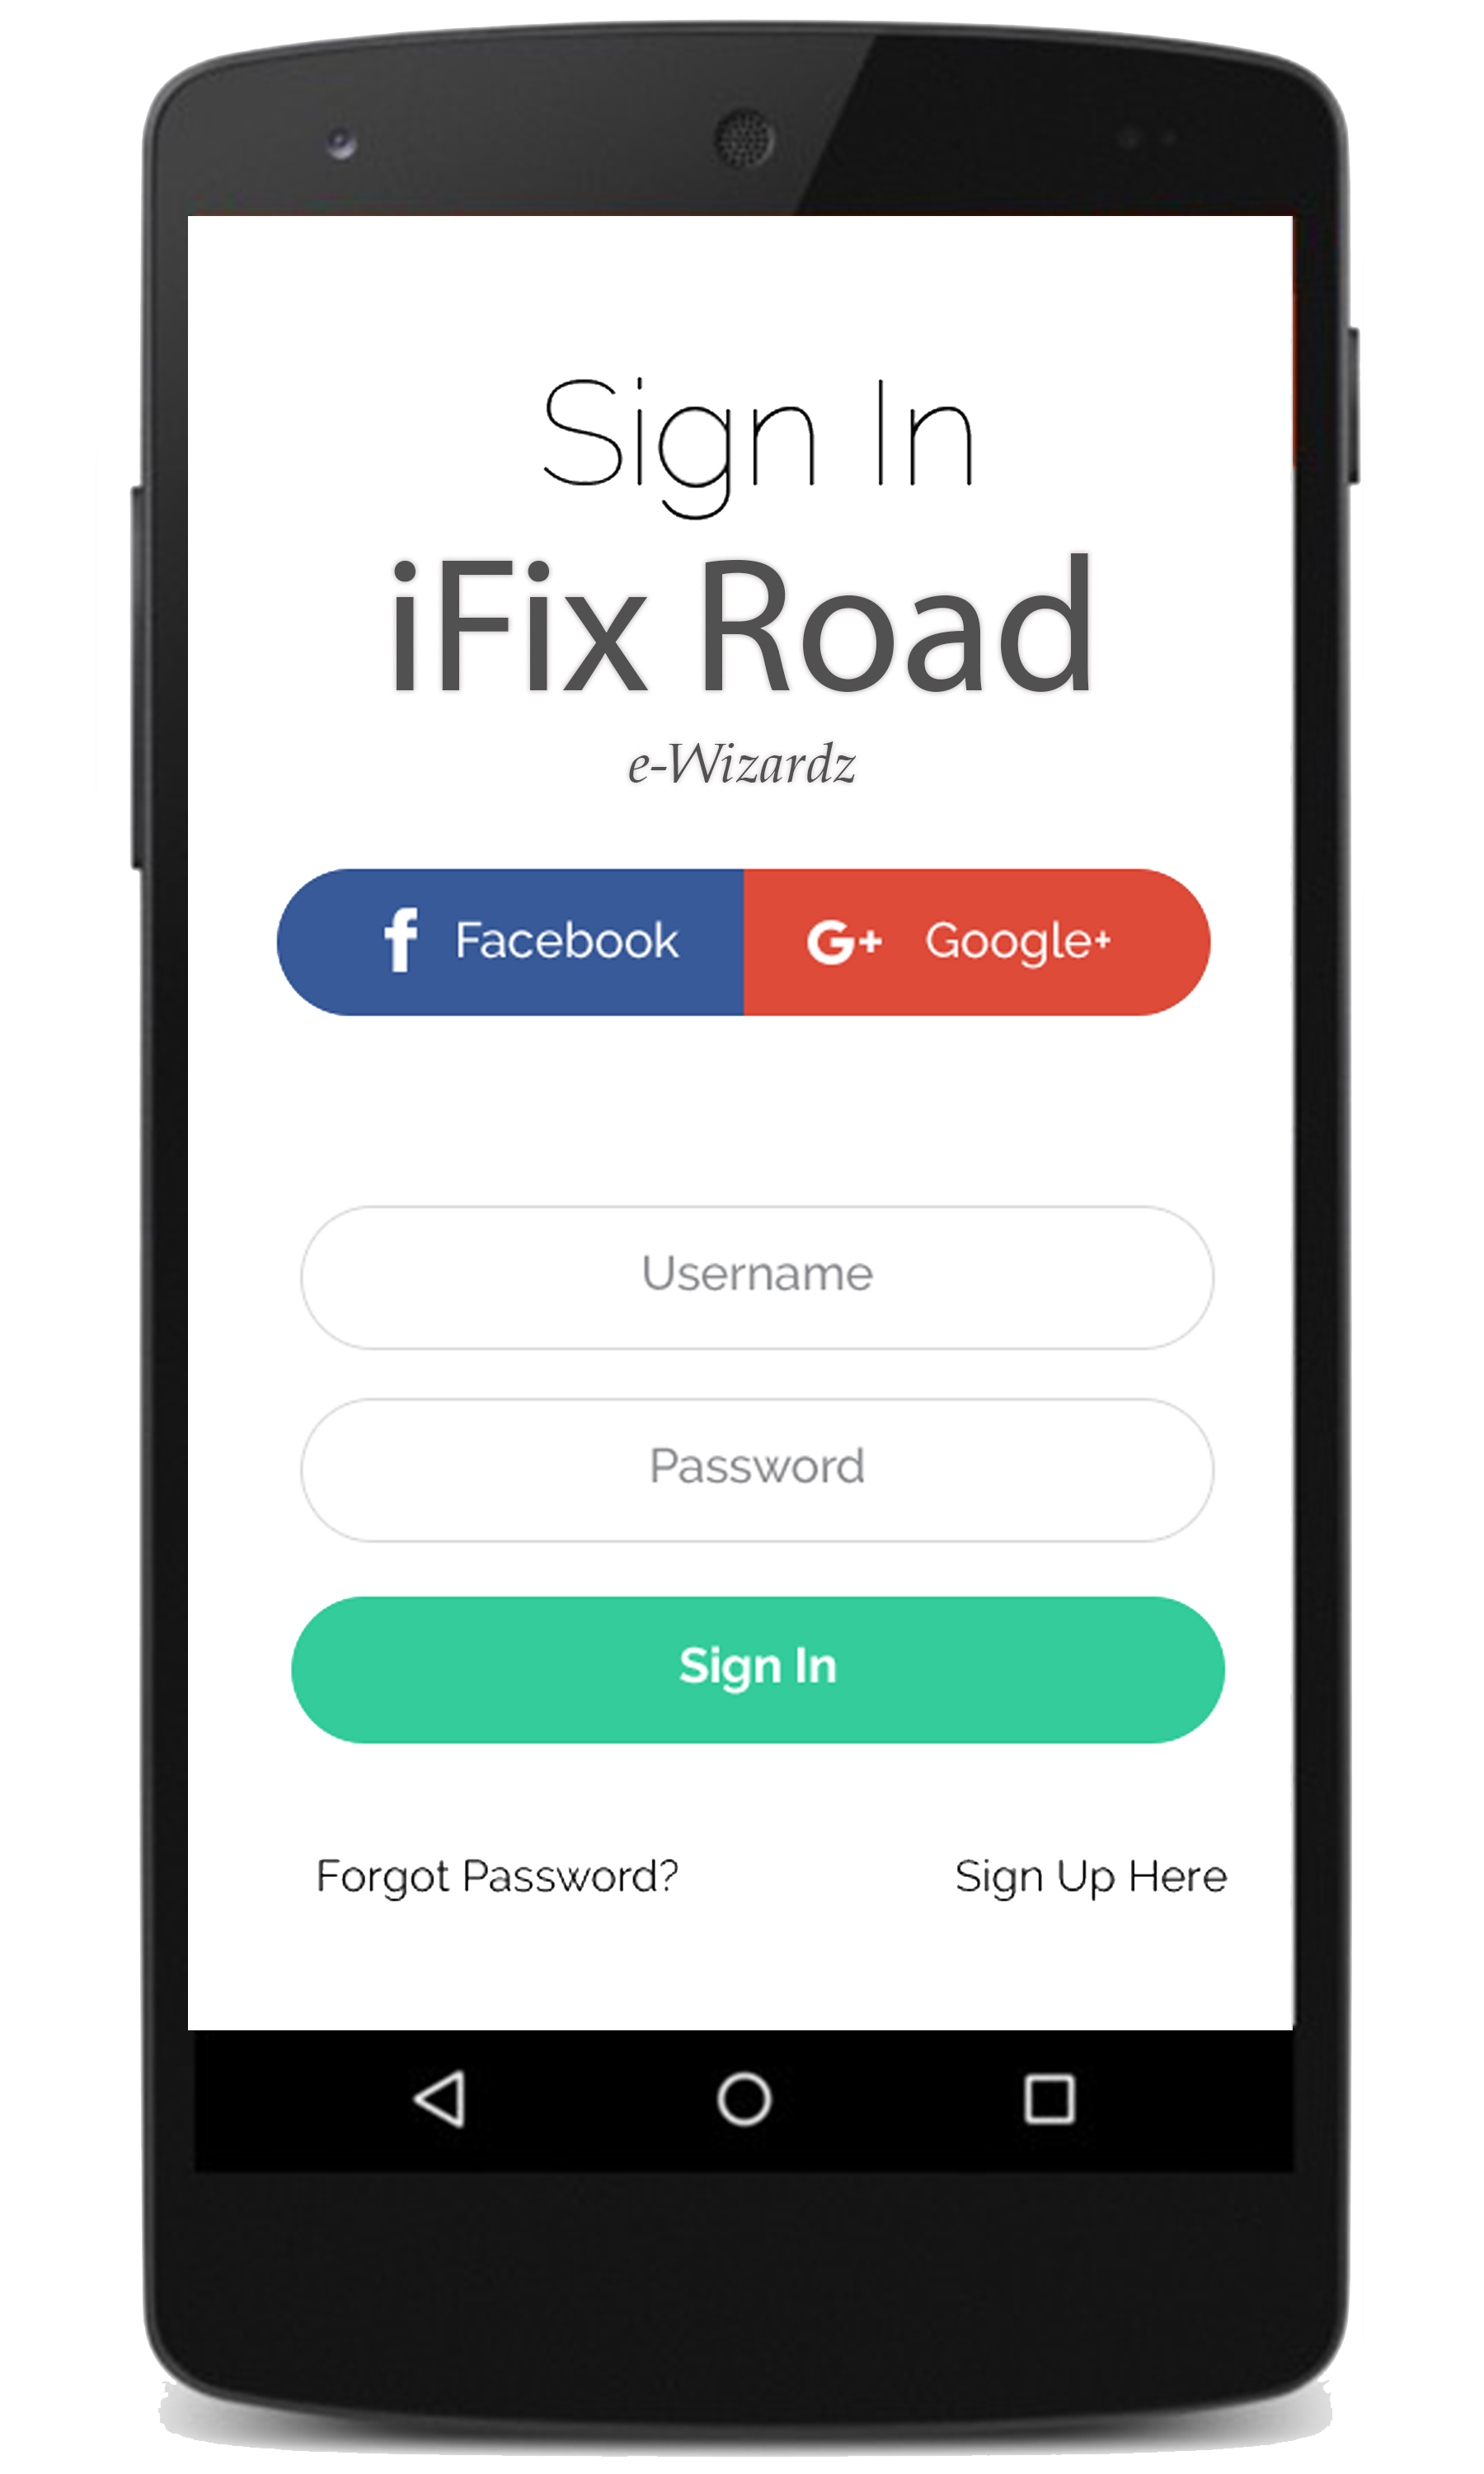 Sign In
iFix Road
e-Wizardz
f Facebook G+ Google+
Username
Password
Sign In
Forgot Password? Sign Up Here